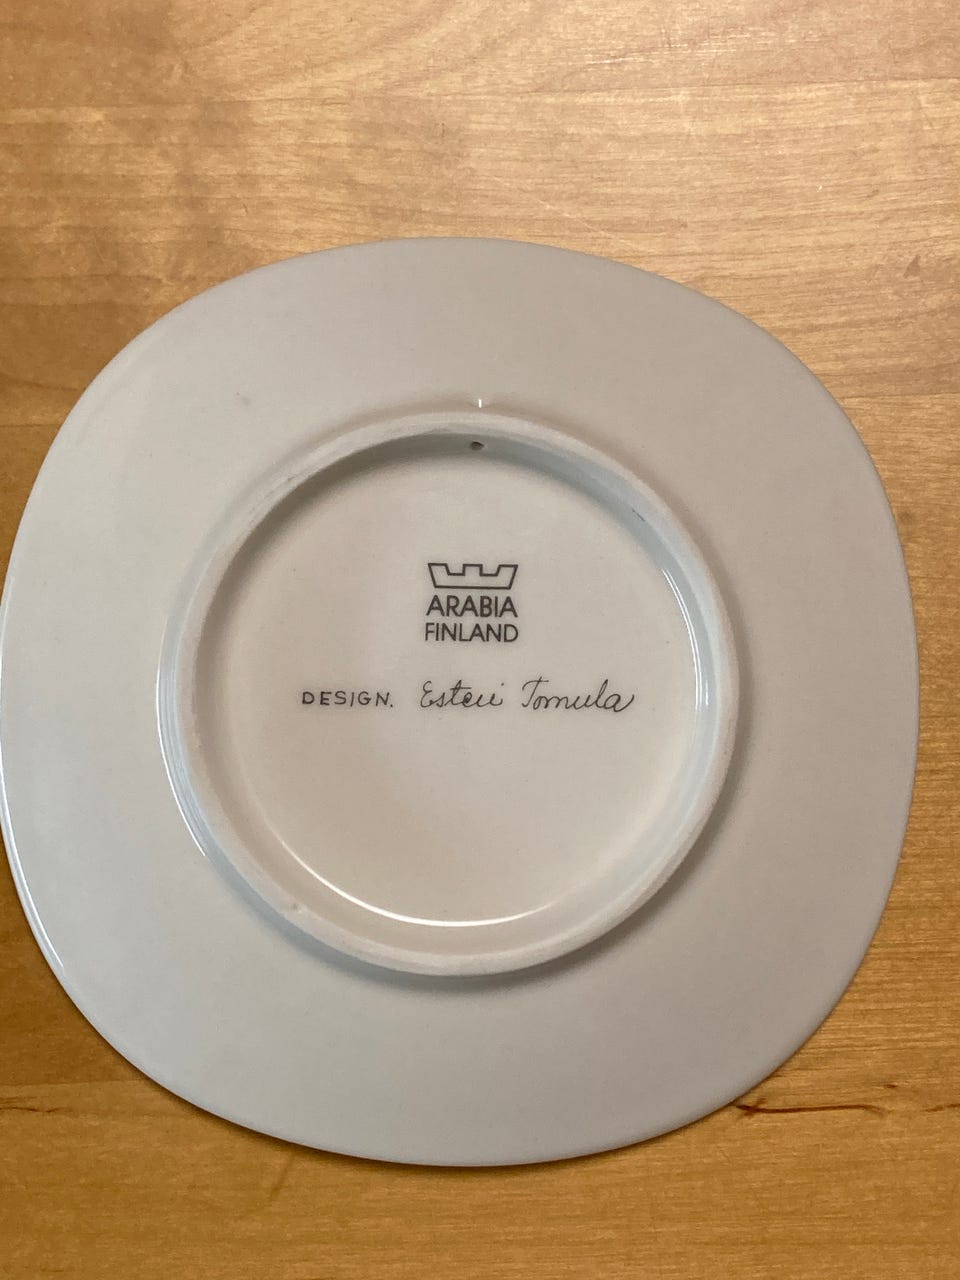 ARABIA
FINLAND
DESIGN. Esteri Tomula